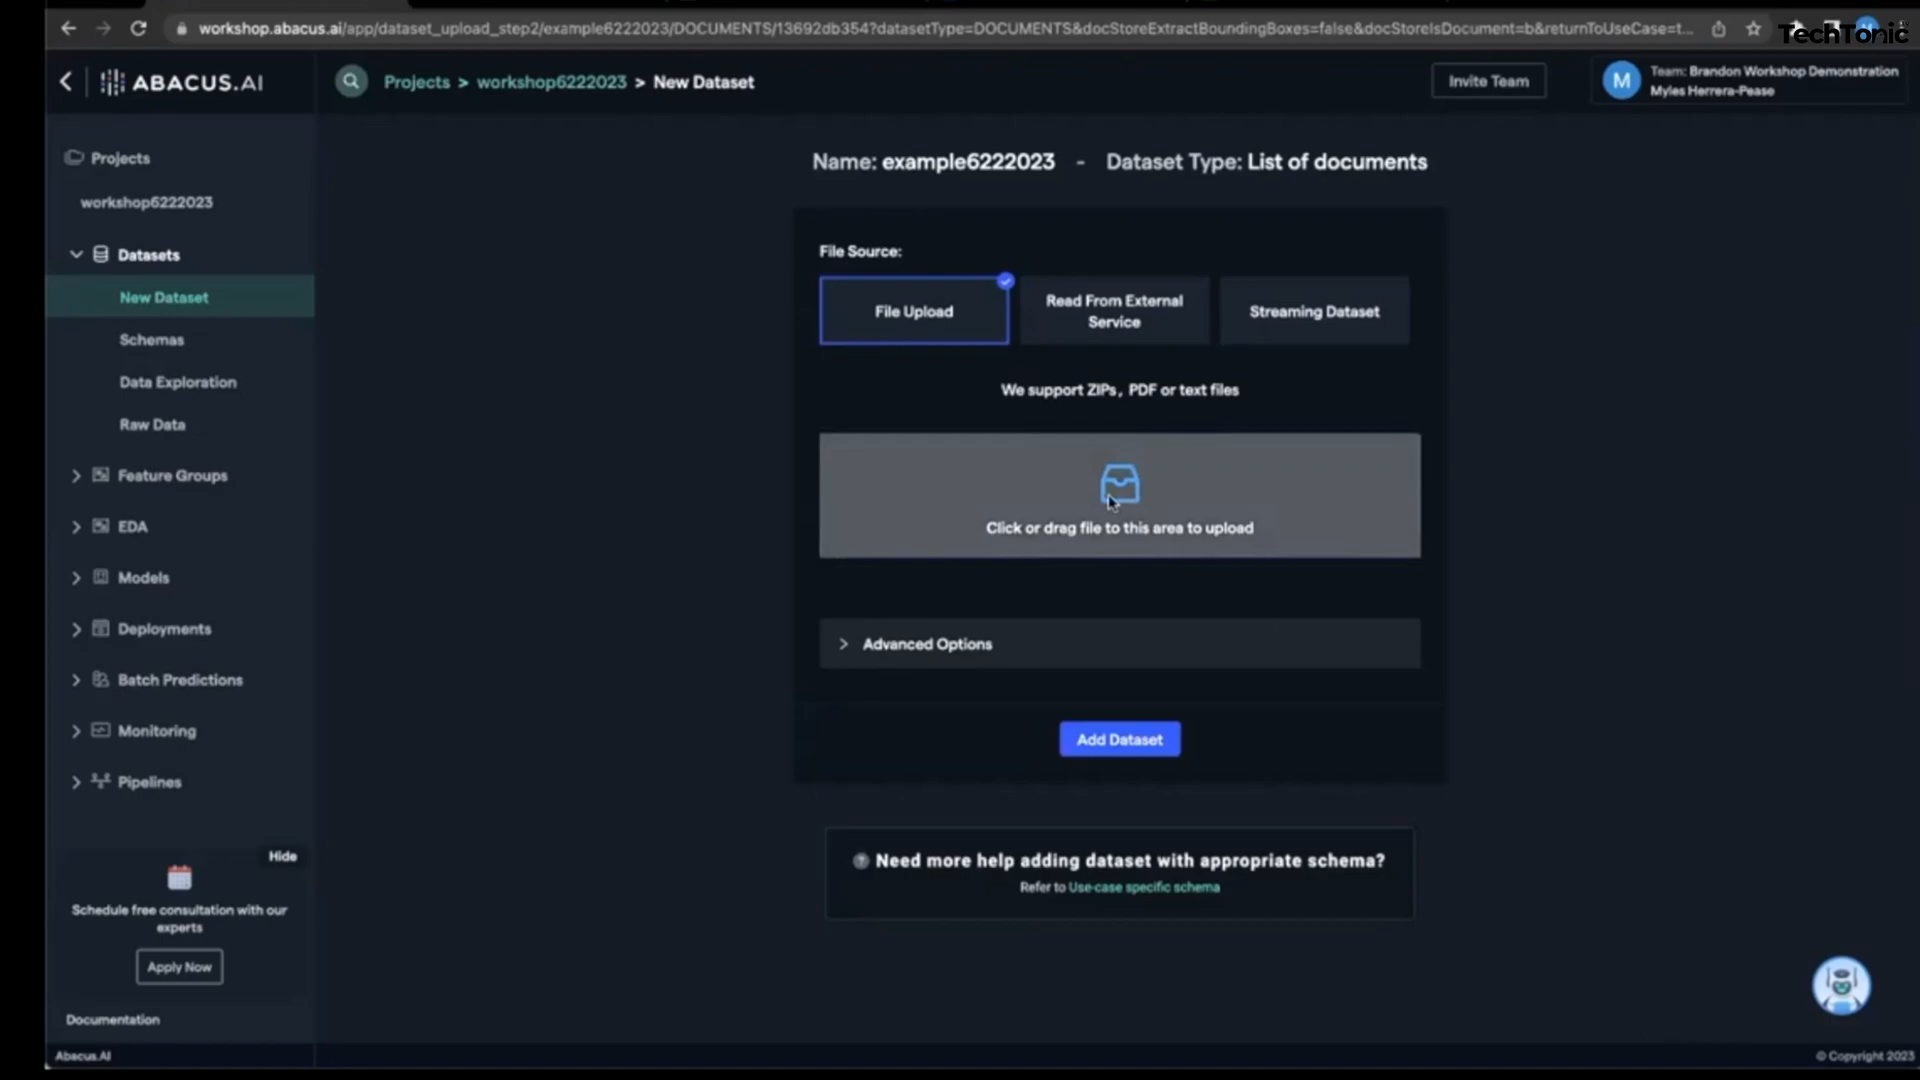 workshop.abacus.ai/app/dataset_upload_step2/example6222023/DOCUMENTS/13692db354?datasetType=DOCUMENTS&docStoreExtractBoundingBoxes=false&docStoreIsDocument=b&returnToUseCase=t...
TechTonic
ABACUS.AI
Projects > workshop6222023 > New Dataset
Invite Team
M
Team: Brandon Workshop Demonstration
Myles Herrera-Pease
Projects
workshop6222023
Datasets
New Dataset
Schemas
Data Exploration
Raw Data
Feature Groups
EDA
Models
Deployments
Batch Predictions
Monitoring
Pipelines
Hide
Schedule free consultation with our
experts
Apply Now
Documentation
Abacus.AI
Name: example6222023 - Dataset Type: List of documents
File Source:
File Upload
Read From External
Service
Streaming Dataset
We support ZIPs, PDF or text files
Click or drag file to this area to upload
Advanced Options
Add Dataset
Need more help adding dataset with appropriate schema?
Refer to Use-case specific schema
© Copyright 2023